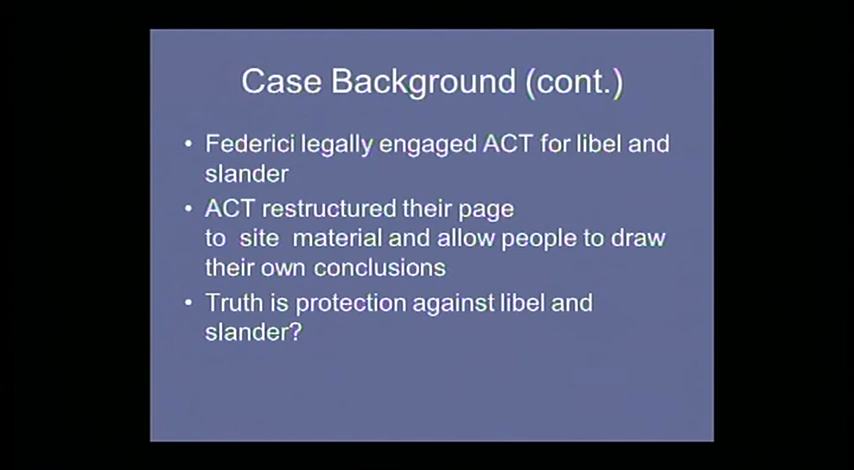 Case Background (cont.)
• Federici legally engaged ACT for libel and
slander
• ACT restructured their page
to site material and allow people to draw
their own conclusions
• Truth is protection against libel and
slander?